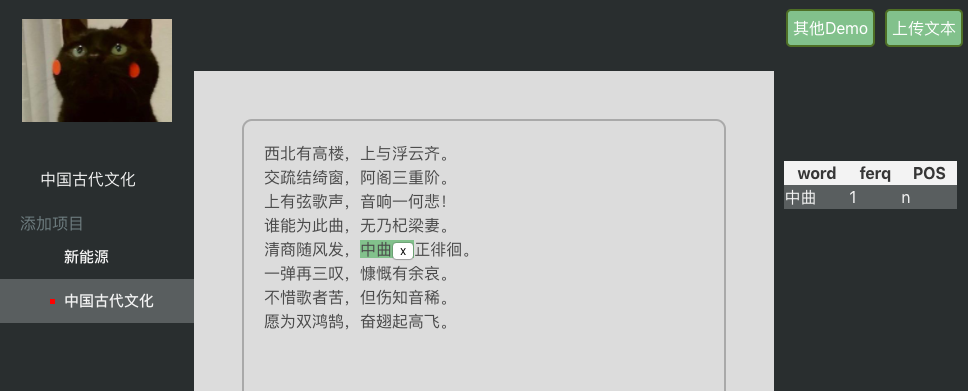 其他Demo
上传文本
中国古代文化
添加项目
新能源
中国古代文化
西北有高楼，上与浮云齐。
交疏结绮窗，阿阁三重阶。
上有弦歌声，音响一何悲！
谁能为此曲，无乃杞梁妻。
清商随风发，中曲x正徘徊。
一弹再三叹，慷慨有余哀。
不惜歌者苦，但伤知音稀。
愿为双鸿鹄，奋翅起高飞。
word ferq POS
中曲 1 n